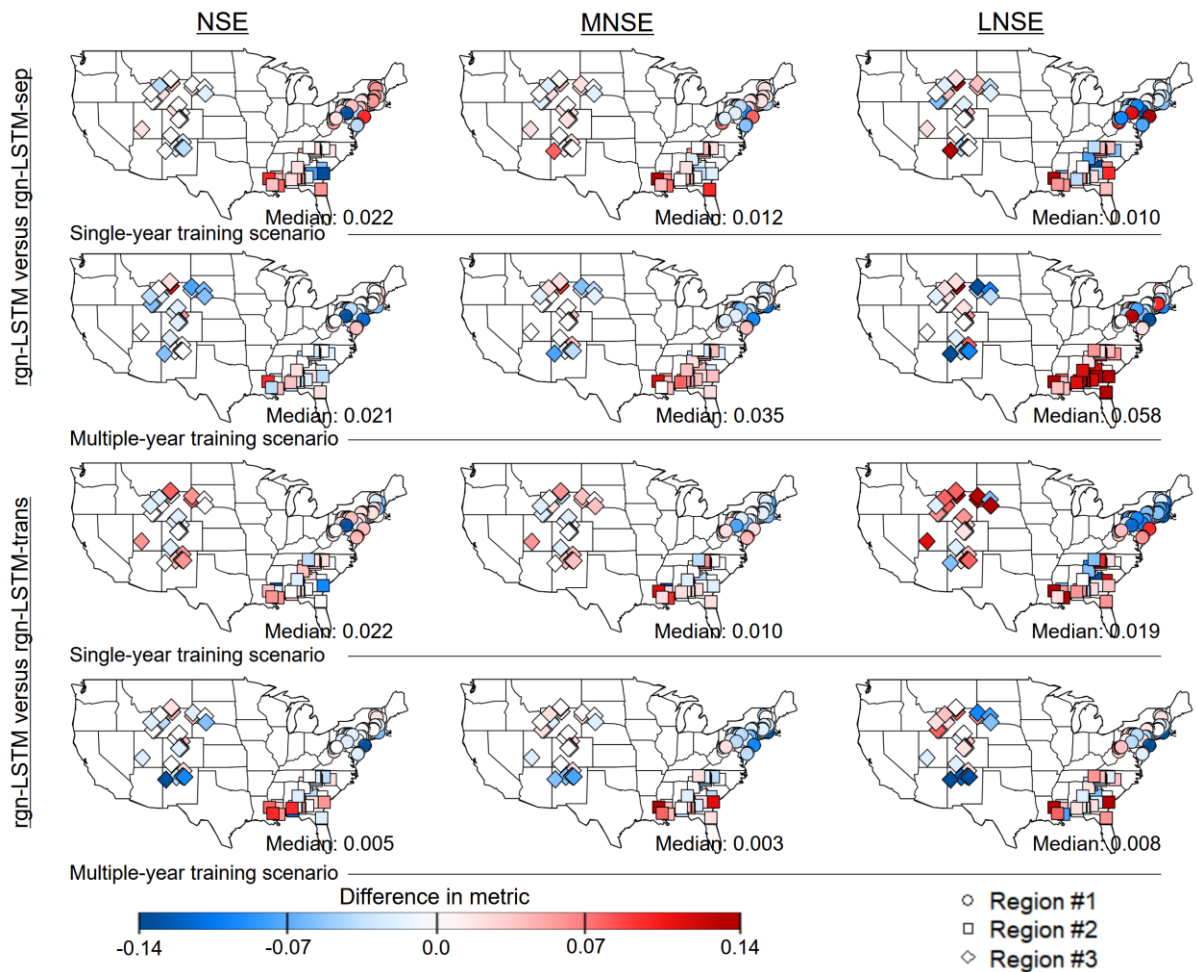 NSE MNSE LNSE
rgn-LSTM versus rgn-LSTM-sep
Median: 0.022 Median: 0.012 Median: 0.010
Single-year training scenario
Median: 0.021 Median: 0.035 Median: 0.058
Multiple-year training scenario
rgn-LSTM versus rgn-LSTM-trans
Median: 0.022 Median: 0.010 Median: 0.019
Single-year training scenario
Median: 0.005 Median: 0.003 Median: 0.008
Multiple-year training scenario
Difference in metric
-0.14 -0.07 0.0 0.07 0.14
Region #1
Region #2
Region #3